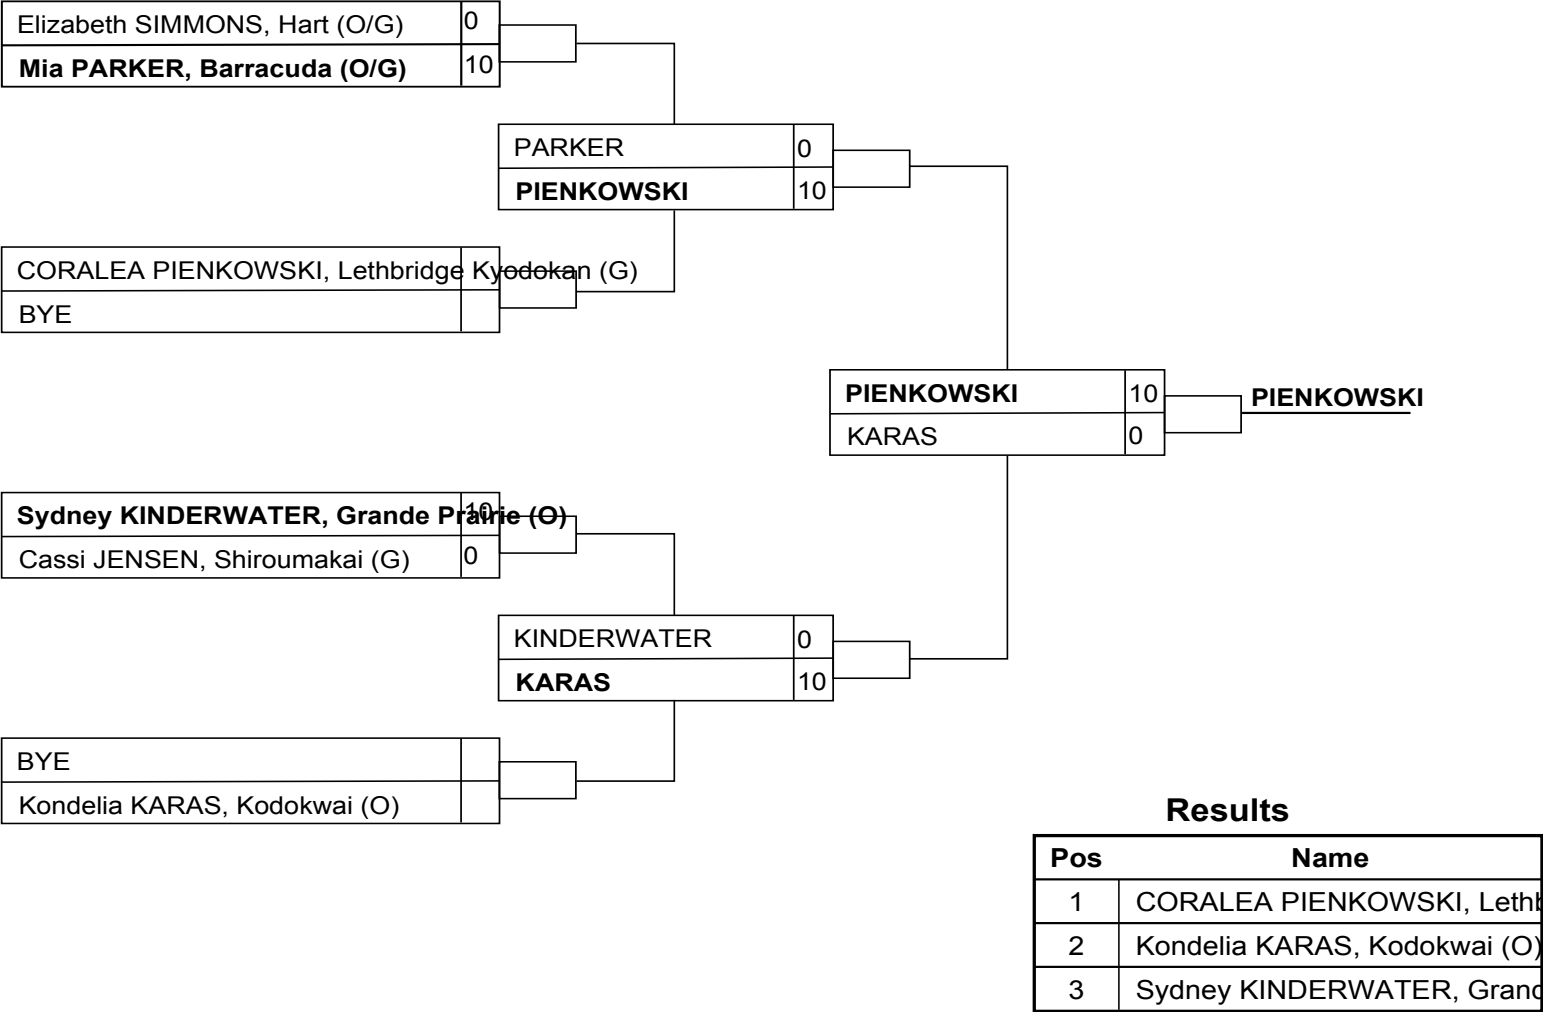 Elizabeth SIMMONS, Hart (O/G) 0
Mia PARKER, Barracuda (O/G) 10
PARKER 0
PIENKOWSKI 10
CORALEA PIENKOWSKI, Lethbridge Kyodokan (G)
BYE
PIENKOWSKI 10
KARAS 0
PIENKOWSKI
Sydney KINDERWATER, Grande Prairie (O) 10
Cassi JENSEN, Shiroumakai (G) 0
KINDERWATER 0
KARAS 10
BYE
Kondelia KARAS, Kodokwai (O)
Results
Pos Name
1 CORALEA PIENKOWSKI, Leth
2 Kondelia KARAS, Kodokwai (O)
3 Sydney KINDERWATER, Grand